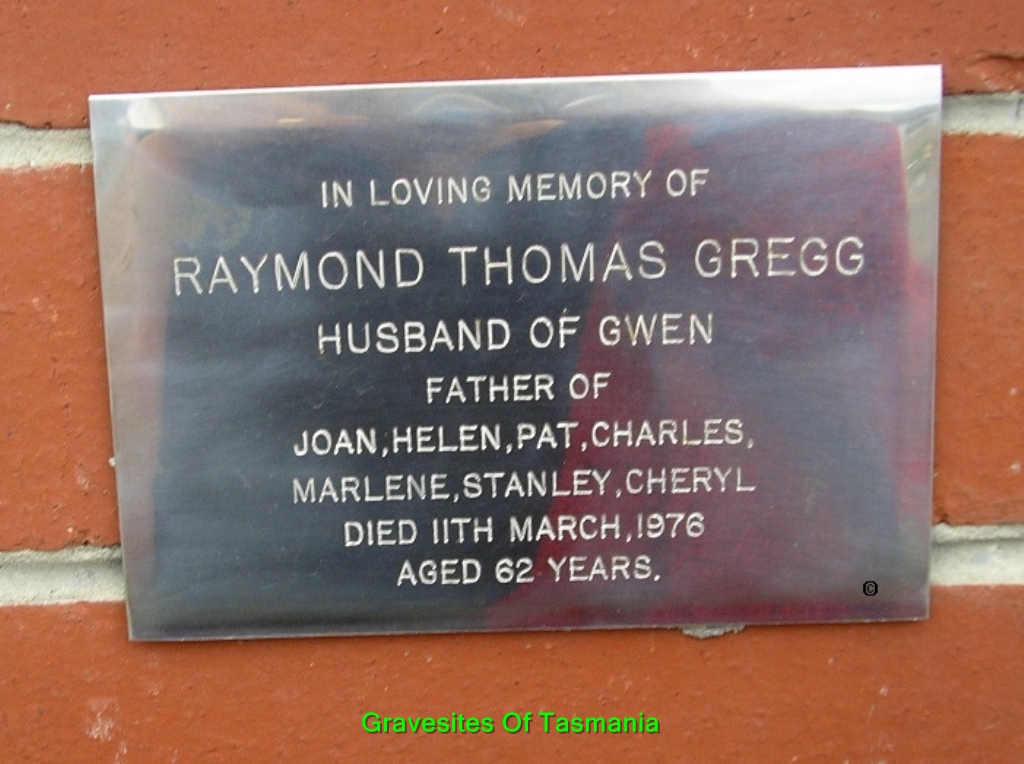 IN LOVING MEMORY OF
RAYMOND THOMAS GREGG
HUSBAND OF GWEN
FATHER OF
JOAN,HELEN,PAT,CHARLES,
MARLENE,STANLEY,CHERYL
DIED 11TH MARCH,1976
AGED 62 YEARS.
©
Gravesites Of Tasmania